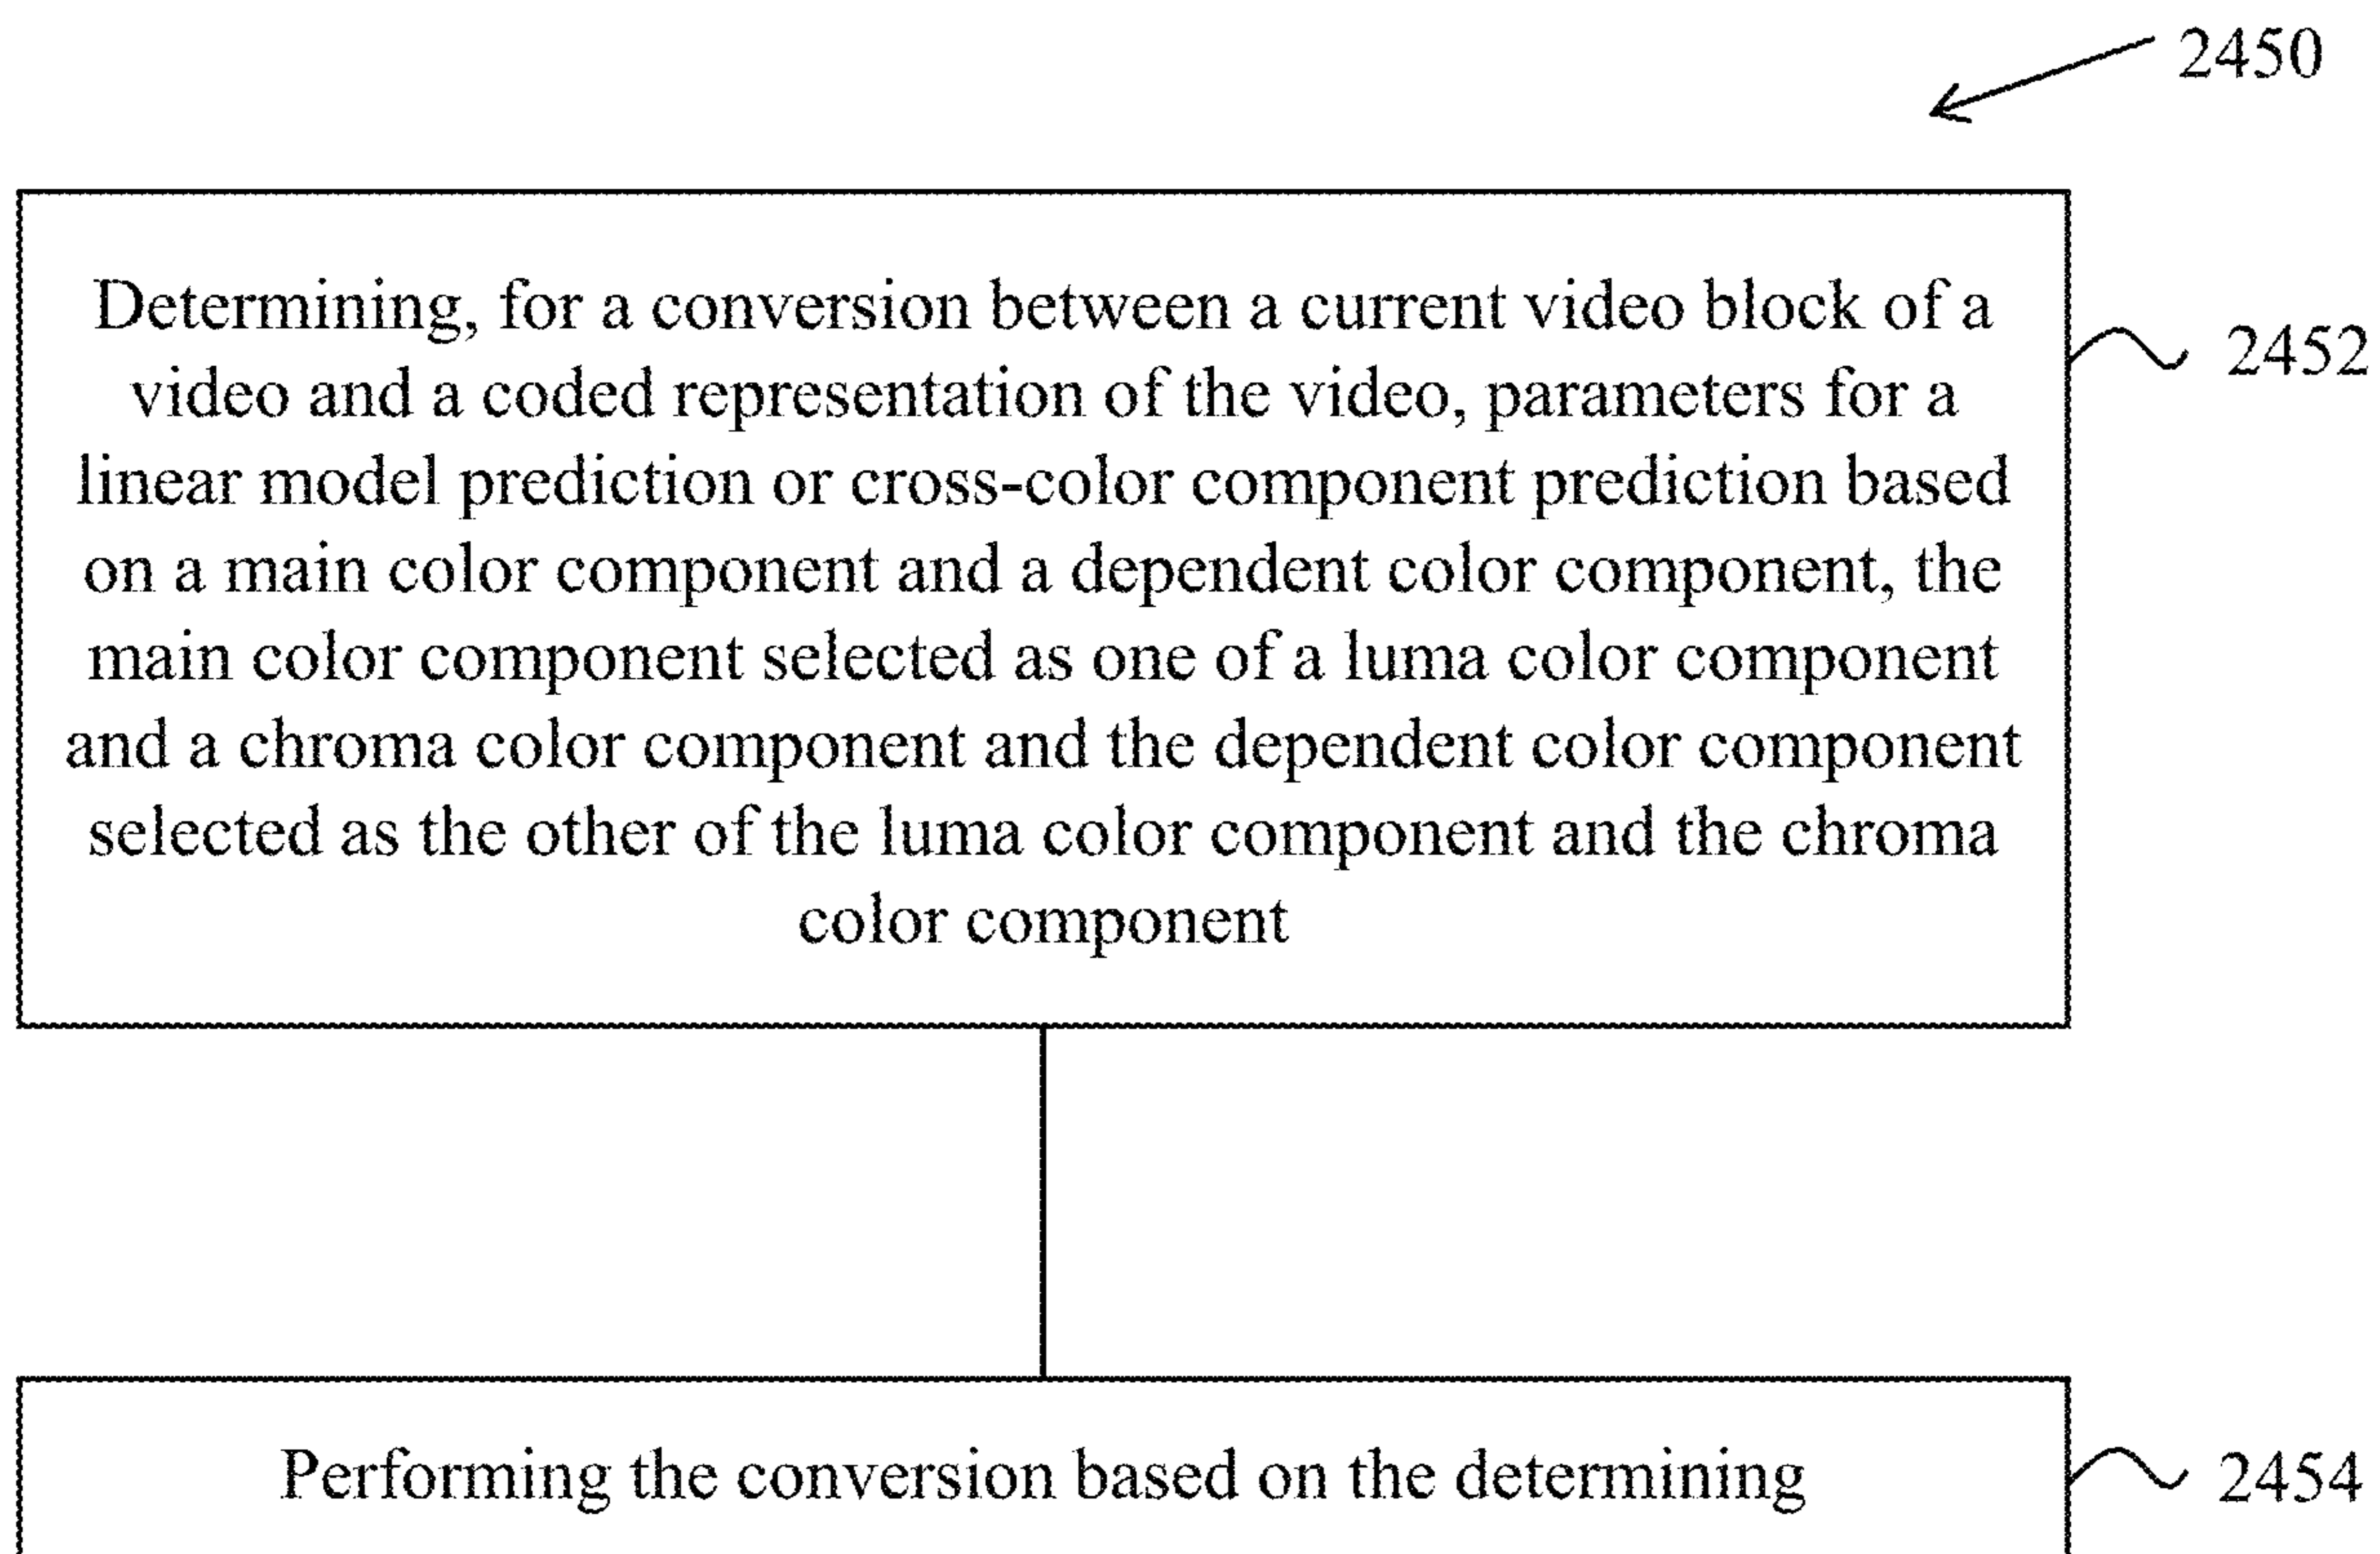 2450
Determining, for a conversion between a current video block of a
video and a coded representation of the video, parameters for a
linear model prediction or cross-color component prediction based
on a main color component and a dependent color component, the
main color component selected as one of a luma color component
and a chroma color component and the dependent color component
selected as the other of the luma color component and the chroma
color component
2452
Performing the conversion based on the determining
2454